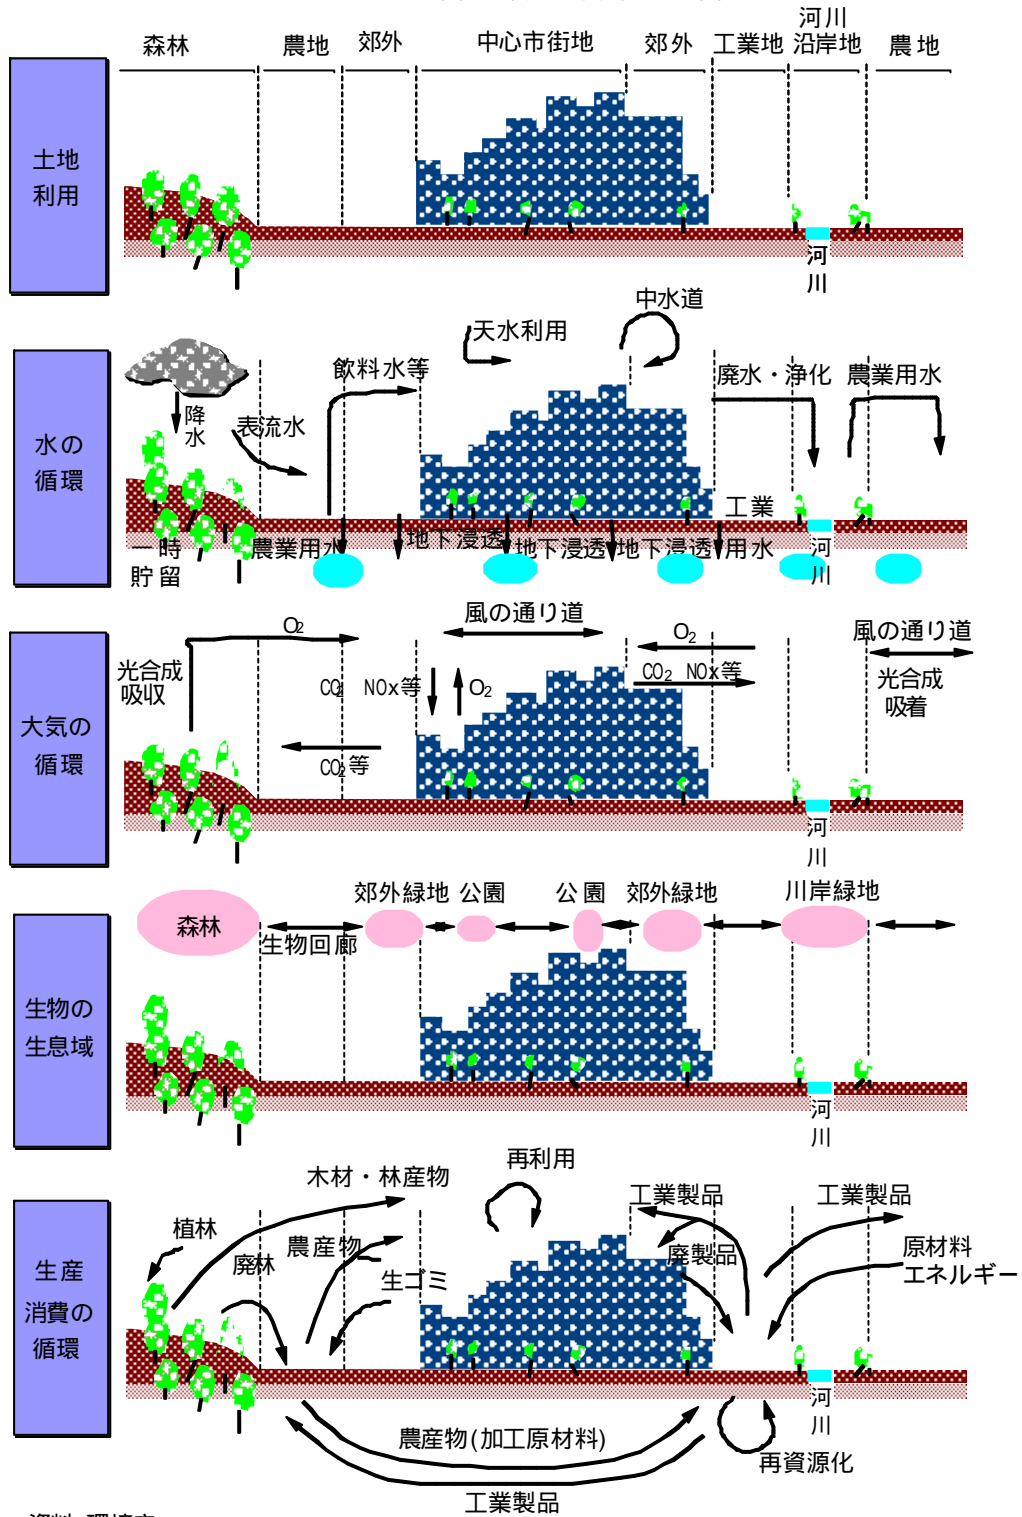 河川
森林 農地 郊外 中心市街地 郊外 工業地 沿岸地 農地
土地
利用
河
川
中水道
天水利用
飲料水等
廃水・浄化 農業用水
降
水
表流水
水の
循環
工業
一時 農業用水 地下浸透 地下浸透 地下浸透 用水
貯留
河
川
風の通り道
O2
O2
風の通り道
光合成
吸収
CO2 NOx等 O2
CO2 NOx等
光合成
吸着
大気の
循環
CO2等
河
川
郊外緑地 公園 公園 郊外緑地 川岸緑地
森林
生物回廊
生物の
生息域
河
川
再利用
木材・林産物
工業製品 工業製品
植林
廃林
農産物
生ゴミ
廃製品
原材料
エネルギー
生産
消費の
循環
河
川
農産物(加工原材料)
再資源化
工業製品